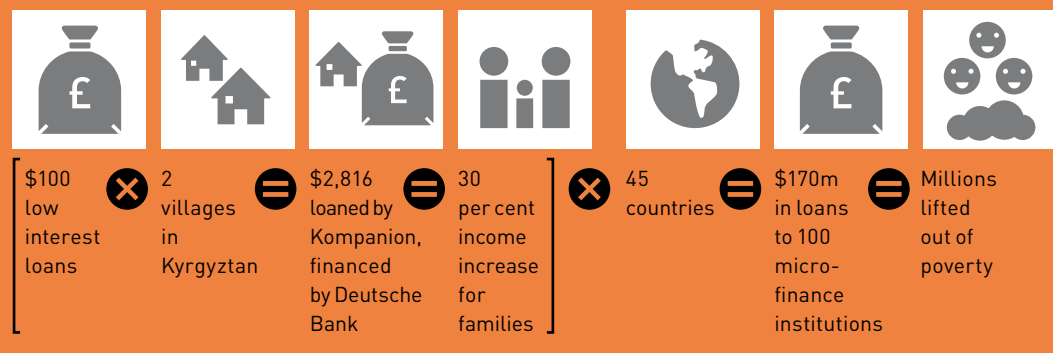 £
£
£
$100
low
interest
loans
×
2
villages
in
Kyrgyztan
=
$2,816
loaned by
Kompanion,
financed
by Deutsche
Bank
=
30
per cent
income
increase
for
families
×
45
countries
=
$170m
in loans
to 100
micro-
finance
institutions
=
Millions
lifted
out of
poverty